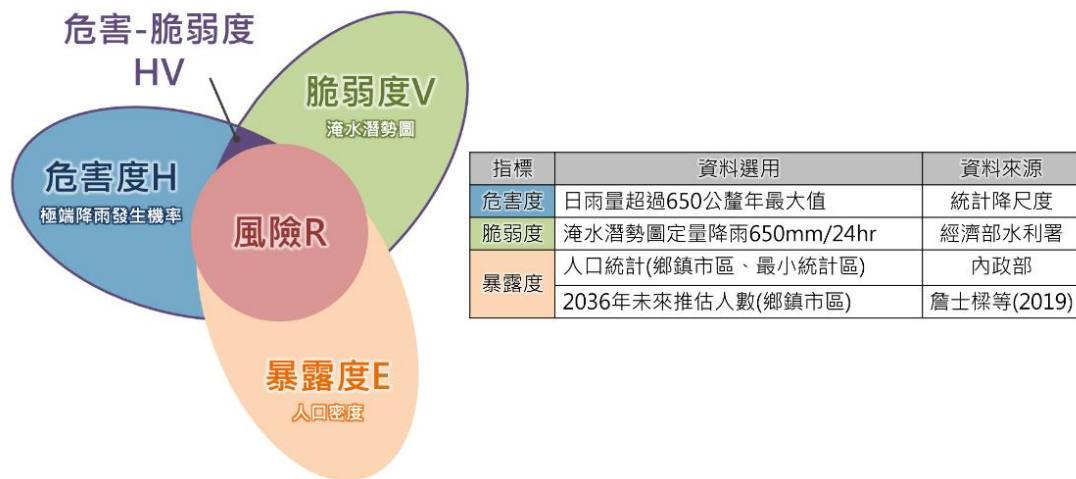 危害-脆弱度
HV
脆弱度V
淹水潛勢圖
危害度H
極端降雨發生機率
風險R
暴露度E
人口密度
指標 資料選用 資料來源
危害度 日雨量超過650公釐年最大值 統計降尺度
脆弱度 淹水潛勢圖定量降雨650mm/24hr 經濟部水利署
暴露度 人口統計(鄉鎮市區、最小統計區) 內政部
2036年未來推估人數(鄉鎮市區) 詹士樑等(2019)